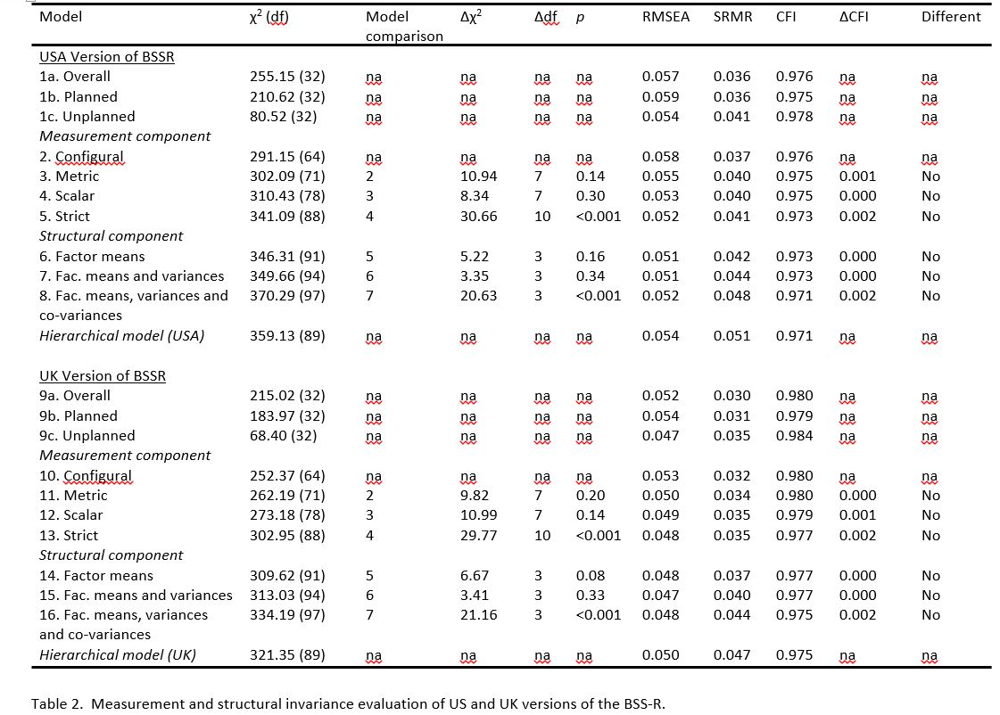 Model χ² (df) Model Δχ² Δdf p RMSEA SRMR CFI ΔCFI Different
comparison
USA Version of BSSR
1a. Overall 255.15 (32) na na na na 0.057 0.036 0.976 na na
1b. Planned 210.62 (32) na na na na 0.059 0.036 0.975 na na
1c. Unplanned 80.52 (32) na na na na 0.054 0.041 0.978 na na
Measurement component
2. Configural 291.15 (64) na na na na 0.058 0.037 0.976 na na
3. Metric 302.09 (71) 2 10.94 7 0.14 0.055 0.040 0.975 0.001 No
4. Scalar 310.43 (78) 3 8.34 7 0.30 0.053 0.040 0.975 0.000 No
5. Strict 341.09 (88) 4 30.66 10 <0.001 0.052 0.041 0.973 0.002 No
Structural component
6. Factor means 346.31 (91) 5 5.22 3 0.16 0.051 0.042 0.973 0.000 No
7. Fac. means and variances 349.66 (94) 6 3.35 3 0.34 0.051 0.044 0.973 0.000 No
8. Fac. means, variances and 370.29 (97) 7 20.63 3 <0.001 0.052 0.048 0.971 0.002 No
co-variances
Hierarchical model (USA) 359.13 (89) na na na na 0.054 0.051 0.971 na na
UK Version of BSSR
9a. Overall 215.02 (32) na na na na 0.052 0.030 0.980 na na
9b. Planned 183.97 (32) na na na na 0.054 0.031 0.979 na na
9c. Unplanned 68.40 (32) na na na na 0.047 0.035 0.984 na na
Measurement component
10. Configural 252.37 (64) na na na na 0.053 0.032 0.980 na na
11. Metric 262.19 (71) 2 9.82 7 0.20 0.050 0.034 0.980 0.000 No
12. Scalar 273.18 (78) 3 10.99 7 0.14 0.049 0.035 0.979 0.001 No
13. Strict 302.95 (88) 4 29.77 10 <0.001 0.048 0.035 0.977 0.002 No
Structural component
14. Factor means 309.62 (91) 5 6.67 3 0.08 0.048 0.037 0.977 0.000 No
15. Fac. means and variances 313.03 (94) 6 3.41 3 0.33 0.047 0.040 0.977 0.000 No
16. Fac. means, variances 334.19 (97) 7 21.16 3 <0.001 0.048 0.044 0.975 0.002 No
and co-variances
Hierarchical model (UK) 321.35 (89) na na na na 0.050 0.047 0.975 na na
Table 2. Measurement and structural invariance evaluation of US and UK versions of the BSS-R.